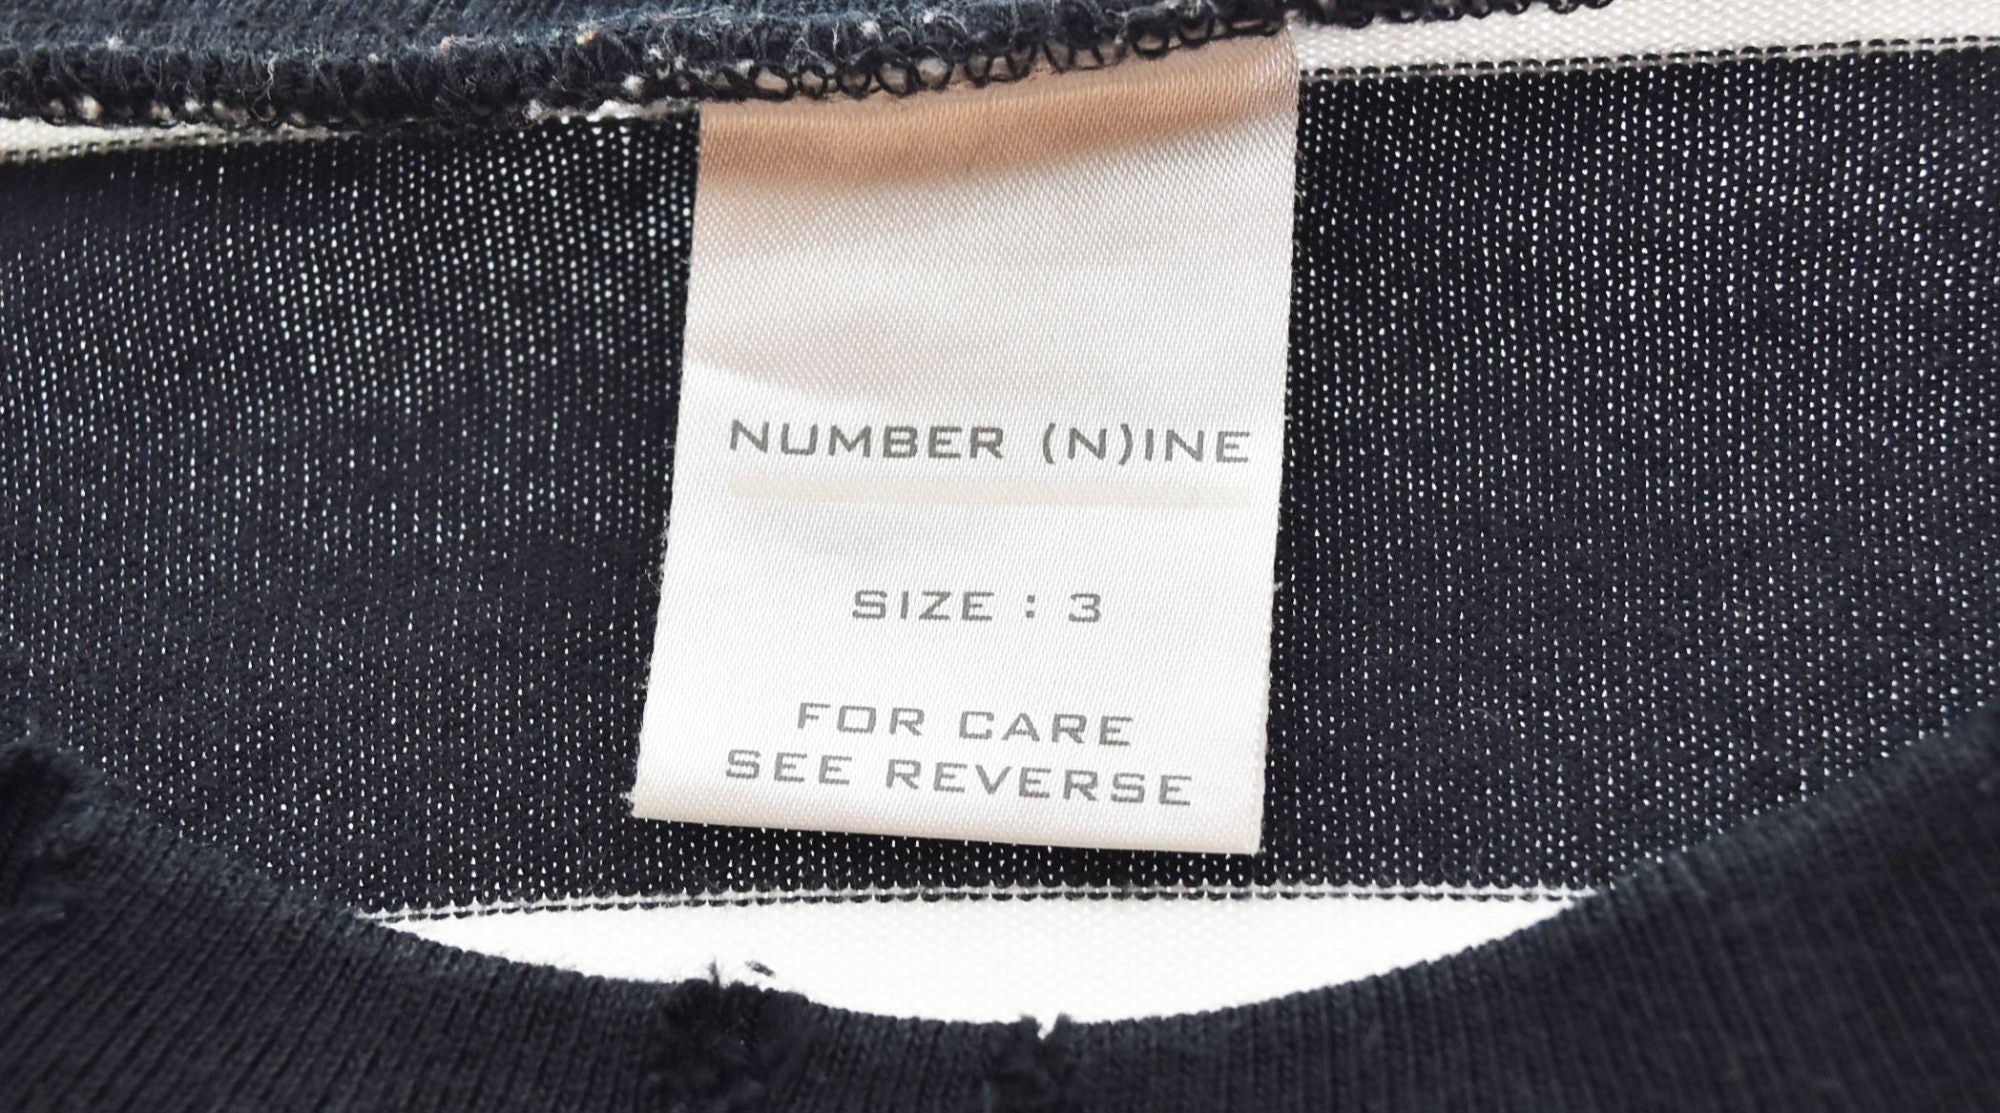 NUMBER (N)INE
SIZE : 3
FOR CARE
SEE REVERSE